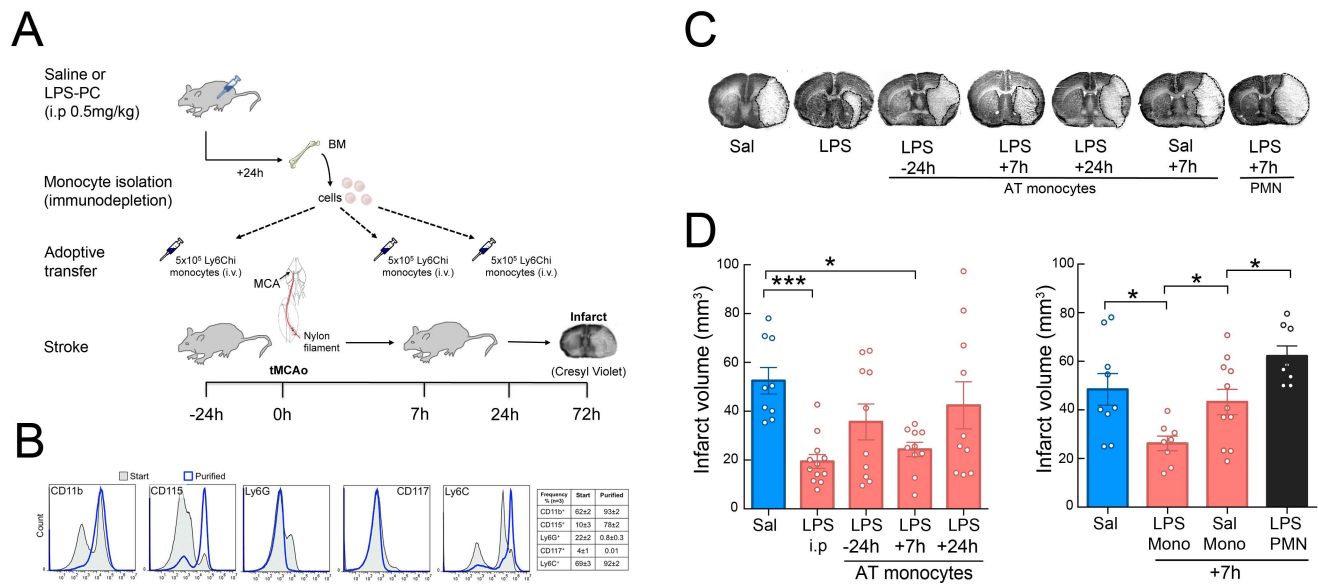 A
Saline or
LPS-PC
(i.p 0.5mg/kg)
+24h
BM
Monocyte isolation
(immunodepletion)
cells
Adoptive
transfer
5x10⁵ Ly6Chi
monocytes (i.v.)
5x10⁵ Ly6Chi
monocytes (i.v.)
5x10⁵ Ly6Chi
monocytes (i.v.)
MCA
Nylon
filament
Stroke
tMCAo
Infarct
(Cresyl Violet)
-24h 0h 7h 24h 72h
B
Start Purified
CD11b CD115 Ly6G CD117 Ly6C
Count
Frequency
% (n=3) Start Purified
CD11b⁺ 62±2 93±2
CD115⁺ 10±3 78±2
Ly6G⁺ 22±2 0.8±0.3
CD117⁺ 4±1 0.01
Ly6C⁺ 69±3 92±2
C
Sal LPS LPS LPS LPS Sal LPS
-24h +7h +24h +7h +7h
AT monocytes PMN
D
Infarct volume (mm³)
100
80
60
40
20
0
***
*
Sal LPS LPS LPS LPS
i.p -24h +7h +24h
AT monocytes
Infarct volume (mm³)
100
80
60
40
20
0
* * *
Sal LPS Sal LPS
Mono Mono PMN
+7h